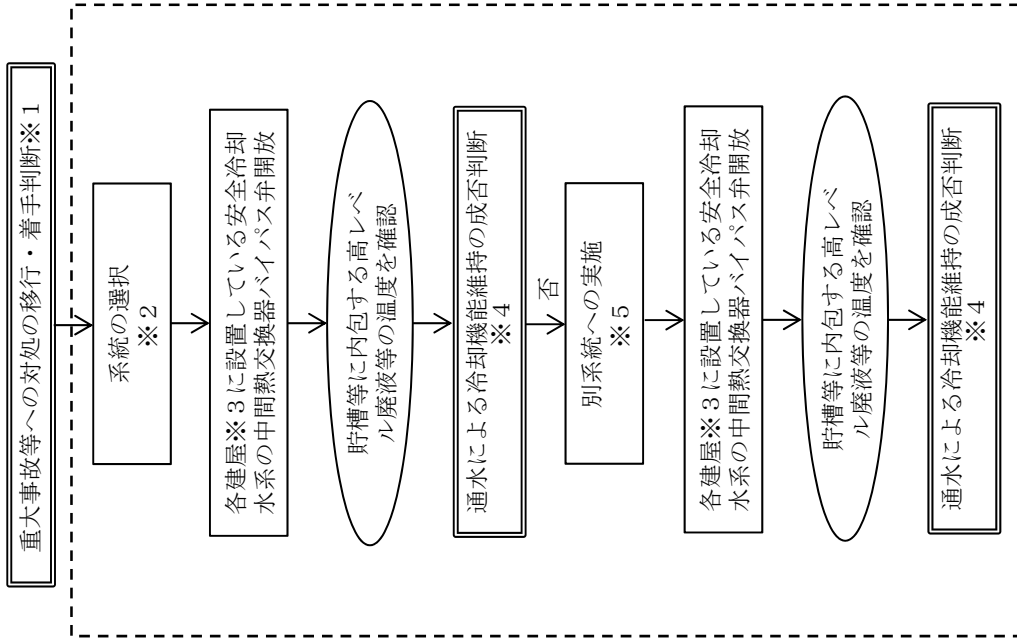 重大事故等への対処の移行・着手判断※1
系統の選択
※2
各建屋※3に設置している安全冷却
水系の中間熱交換器バイパス弁開放
貯槽等に内包する高レベ
ル廃液等の温度を確認
通水による冷却機能維持の成否判断
※4
否
別系統への実施
※5
各建屋※3に設置している安全冷却
水系の中間熱交換器バイパス弁開放
貯槽等に内包する高レベ
ル廃液等の温度を確認
通水による冷却機能維持の成否判断
※4